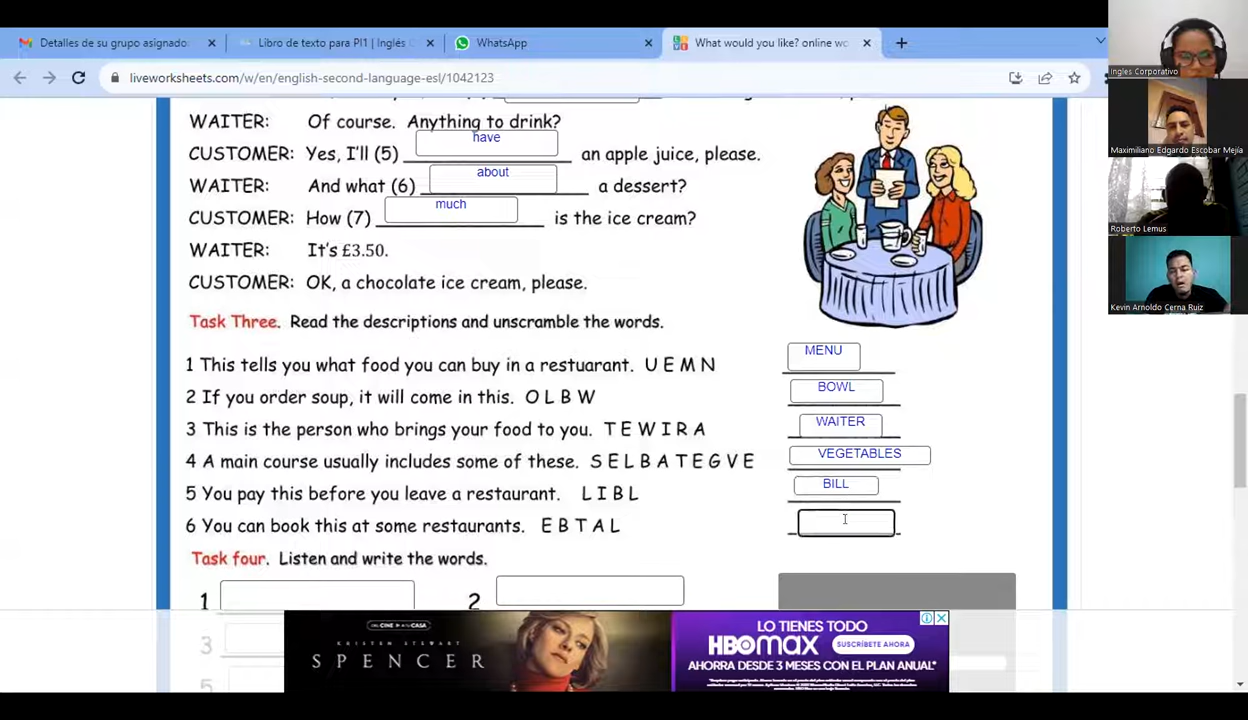 Detalles de su grupo asignado
Libro de texto para PI1 | Inglés
WhatsApp
What would you like? online wo
liveworksheets.com/w/en/english-second-language-esl/1042123
Ingles Corporativo
Maximiliano Edgardo Escobar Mejía
Roberto Lemus
Kevin Arnoldo Cerna Ruiz
WAITER: Of course. Anything to drink?
CUSTOMER: Yes, I'll (5) have an apple juice, please.
WAITER: And what (6) about a dessert?
CUSTOMER: How (7) much is the ice cream?
WAITER: It's £3.50.
CUSTOMER: OK, a chocolate ice cream, please.
Task Three. Read the descriptions and unscramble the words.
1 This tells you what food you can buy in a restuarant. U E M N MENU
2 If you order soup, it will come in this. O L B W BOWL
3 This is the person who brings your food to you. T E W I R A WAITER
4 A main course usually includes some of these. S E L B A T E G V E VEGETABLES
5 You pay this before you leave a restaurant. L I B L BILL
6 You can book this at some restaurants. E B T A L
Task four. Listen and write the words.
1 2
3
5
KRISTEN STEWART
SPENCER
LO TIENES TODO
HBOMAX
SUSCRÍBETE AHORA
AHORRA DESDE 3 MESES CON EL PLAN ANUAL*